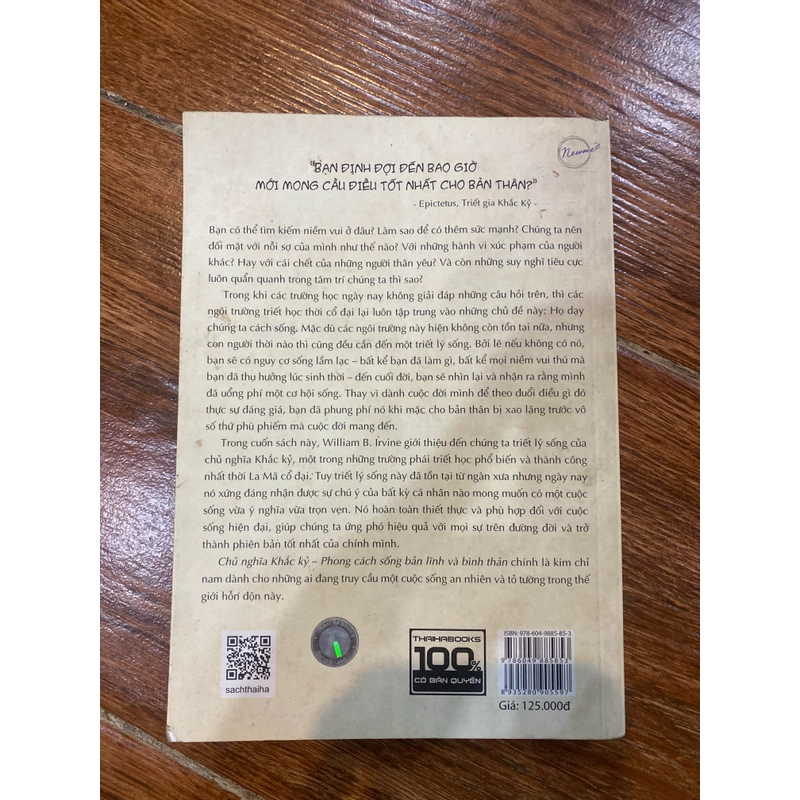 "BẠN ĐỊNH ĐỢI ĐẾN BAO GIỜ
MỚI MONG CẦU ĐIỀU TỐT NHẤT CHO BẢN THÂN?"
- Epictetus, Triết gia Khắc Kỷ -
Bạn có thể tìm kiếm niềm vui ở đâu? Làm sao để có thêm sức mạnh? Chúng ta nên
đối mặt với nỗi sợ của mình như thế nào? Với những hành vi xúc phạm của người
khác? Hay với cái chết của những người thân yêu? Và còn những suy nghĩ tiêu cực
luôn quẩn quanh trong tâm trí chúng ta thì sao?
Trong khi các trường học ngày nay không giải đáp những câu hỏi trên, thì các
ngôi trường triết học thời cổ đại lại luôn tập trung vào những chủ đề này: Họ dạy
chúng ta cách sống. Mặc dù các ngôi trường này hiện không còn tồn tại nữa, nhưng
con người thời nào thì cũng đều cần đến một triết lý sống. Bởi lẽ nếu không có nó,
bạn sẽ có nguy cơ sống lầm lạc – bất kể bạn đã làm gì, bất kể mọi niềm vui thú mà
bạn đã thụ hưởng lúc sinh thời – đến cuối đời, bạn sẽ nhìn lại và nhận ra rằng mình
đã uổng phí một cơ hội sống. Thay vì dành cuộc đời mình để theo đuổi điều gì đó
thực sự đáng giá, bạn đã phung phí nó khi mặc cho bản thân bị xao lãng trước vô
số thứ phù phiếm mà cuộc đời mang đến.
Trong cuốn sách này, William B. Irvine giới thiệu đến chúng ta triết lý sống của
chủ nghĩa Khắc kỷ, một trong những trường phái triết học phổ biến và thành công
nhất thời La Mã cổ đại. Tuy triết lý sống này đã tồn tại từ ngàn xưa nhưng ngày nay
nó xứng đáng nhận được sự chú ý của bất kỳ cá nhân nào mong muốn có một cuộc
sống vừa ý nghĩa vừa trọn vẹn. Nó hoàn toàn thiết thực và phù hợp đối với cuộc
sống hiện đại, giúp chúng ta ứng phó hiệu quả với mọi sự trên đường đời và trở
thành phiên bản tốt nhất của chính mình.
Chủ nghĩa Khắc kỷ – Phong cách sống bản lĩnh và bình thản chính là kim chỉ
nam dành cho những ai đang truy cầu một cuộc sống an nhiên và tỏ tường trong thế
giới hỗn độn này.
sachthaiha
THAIHABOOKS
100%
CÓ BẢN QUYỀN
ISBN: 978-604-9885-85-3
9 786049 885853
8 935280 905597
Giá: 125.000đ